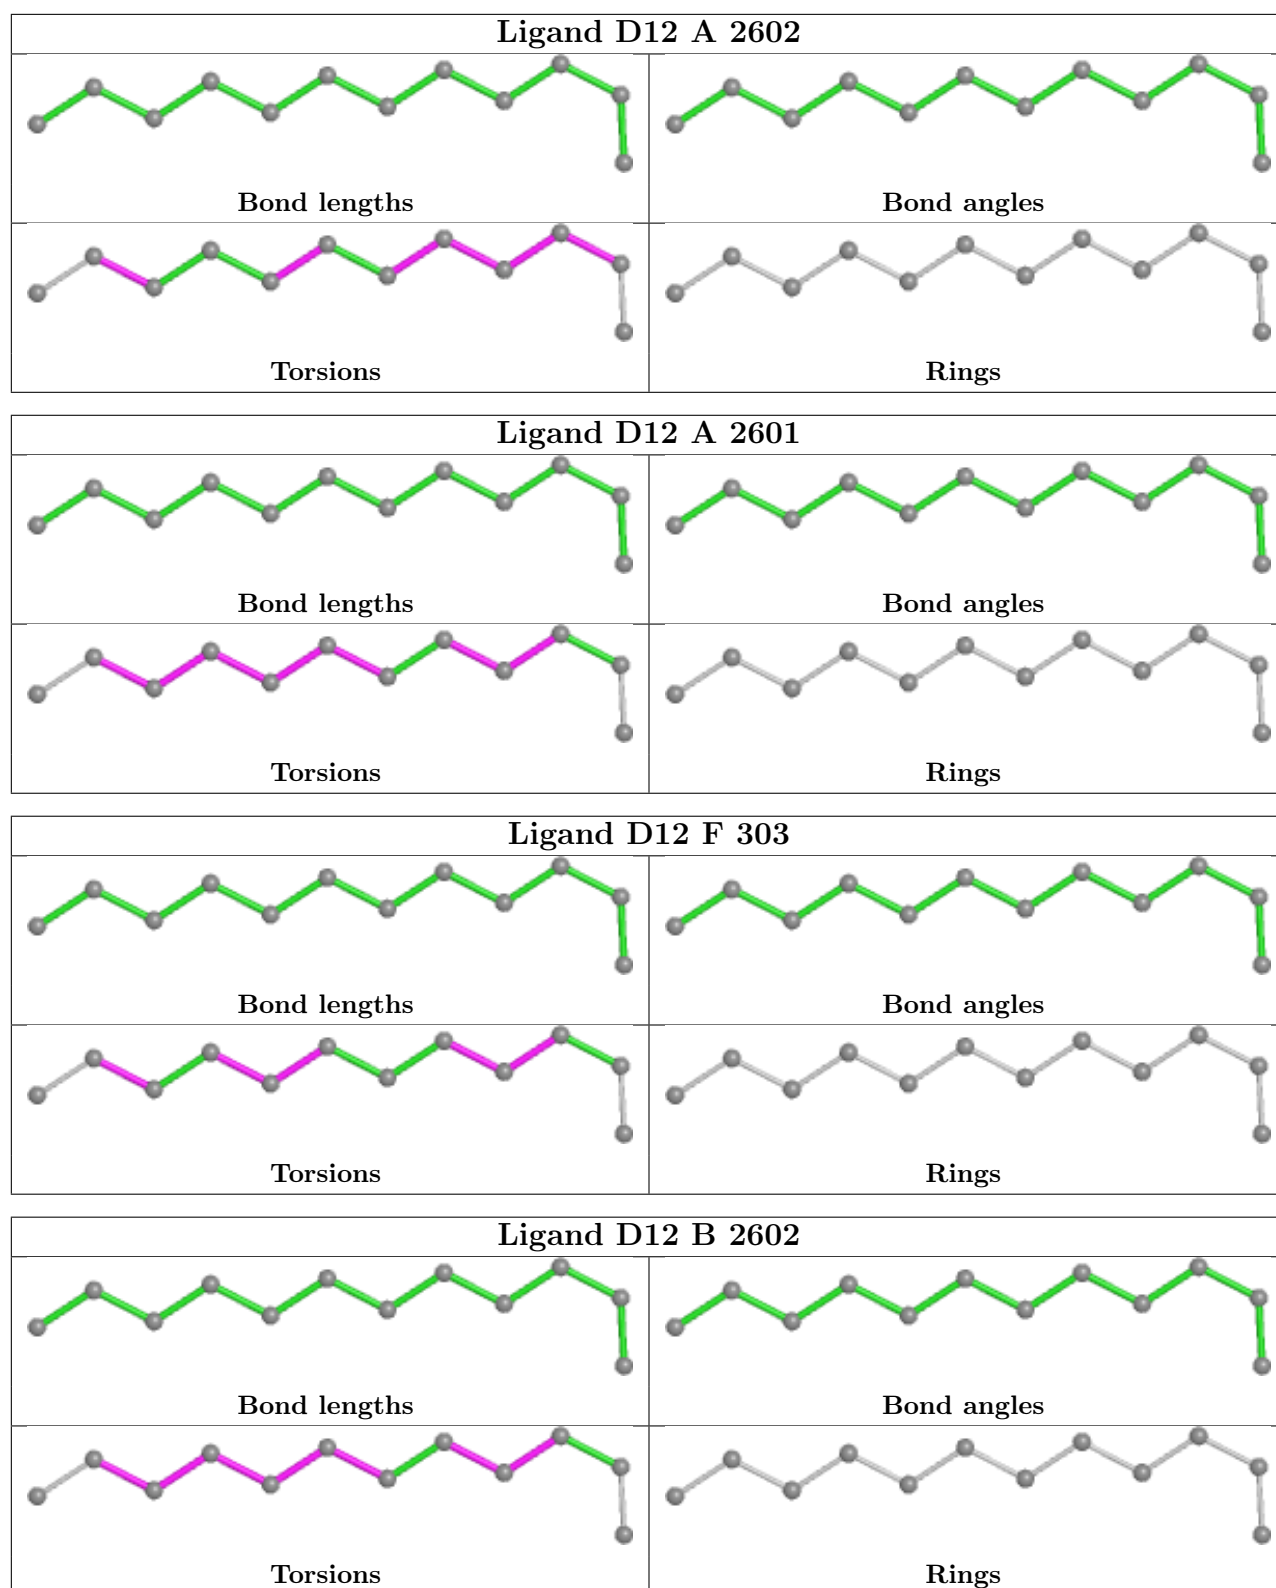 Ligand D12 A 2602
Bond lengths
Bond angles
Torsions
Rings
Ligand D12 A 2601
Bond lengths
Bond angles
Torsions
Rings
Ligand D12 F 303
Bond lengths
Bond angles
Torsions
Rings
Ligand D12 B 2602
Bond lengths
Bond angles
Torsions
Rings